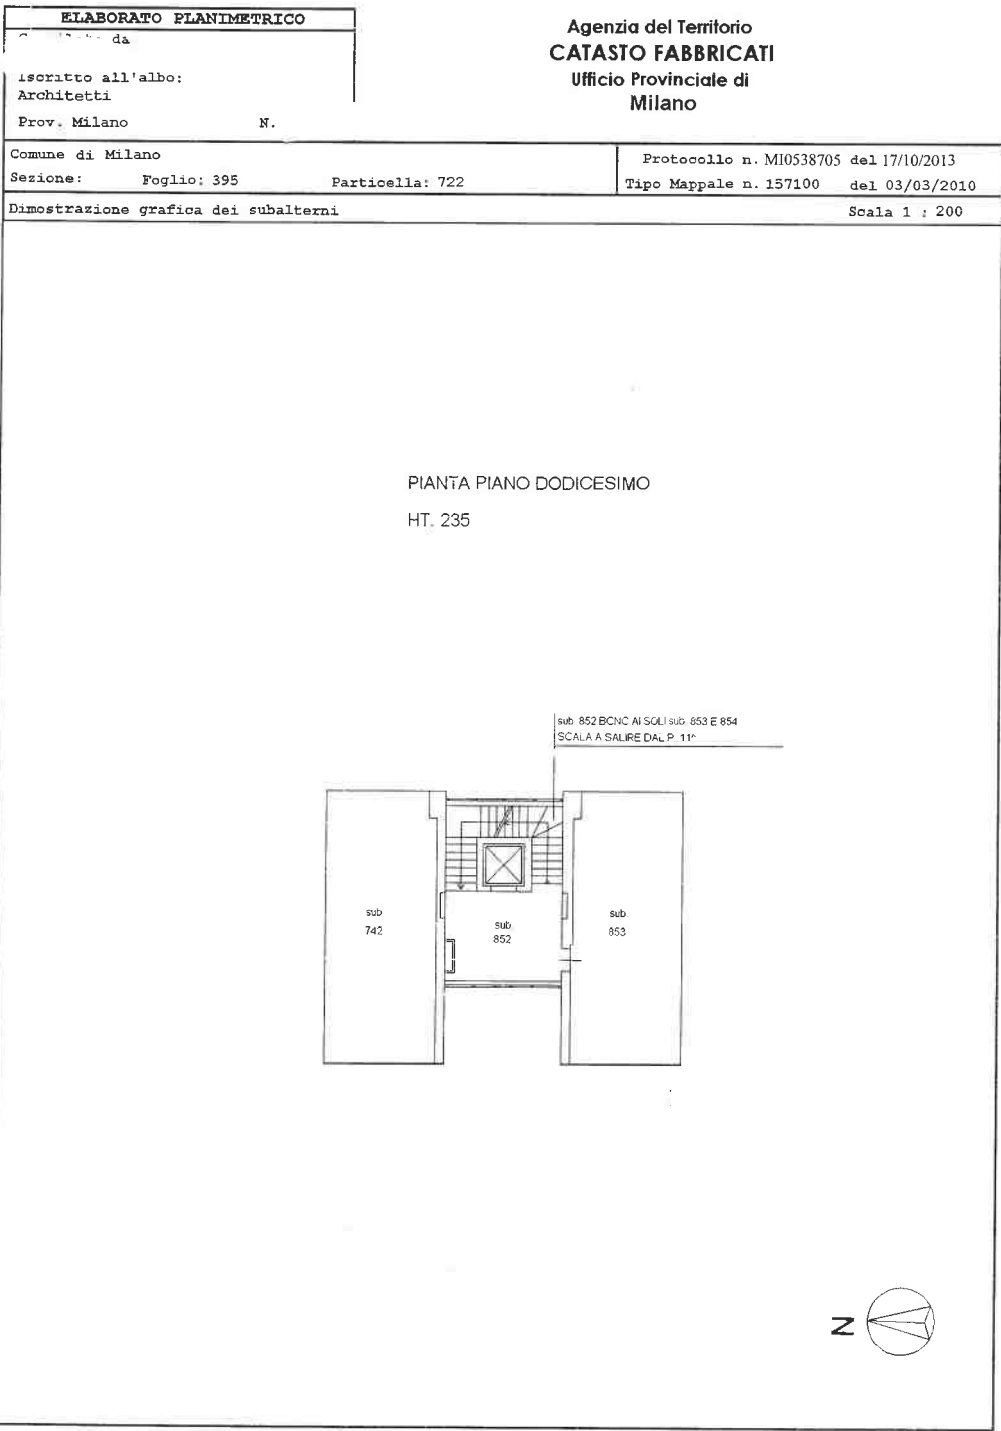 ELABORATO PLANIMETRICO
da
Iscritto all'albo:
Architetti
Prov. Milano N.
Agenzia del Territorio
CATASTO FABBRICATI
Ufficio Provinciale di
Milano
Comune di Milano
Sezione: Foglio: 395 Particella: 722
Protocollo n. MI0538705 del 17/10/2013
Tipo Mappale n. 157100 del 03/03/2010
Dimostrazione grafica dei subalterni Scala 1 : 200
PIANTA PIANO DODICESIMO
HT. 235
sub. 852 BCNC AI SOLI sub. 853 E 854
SCALA A SALIRE DAL P. 11°
sub
742
sub.
852
sub.
853
N